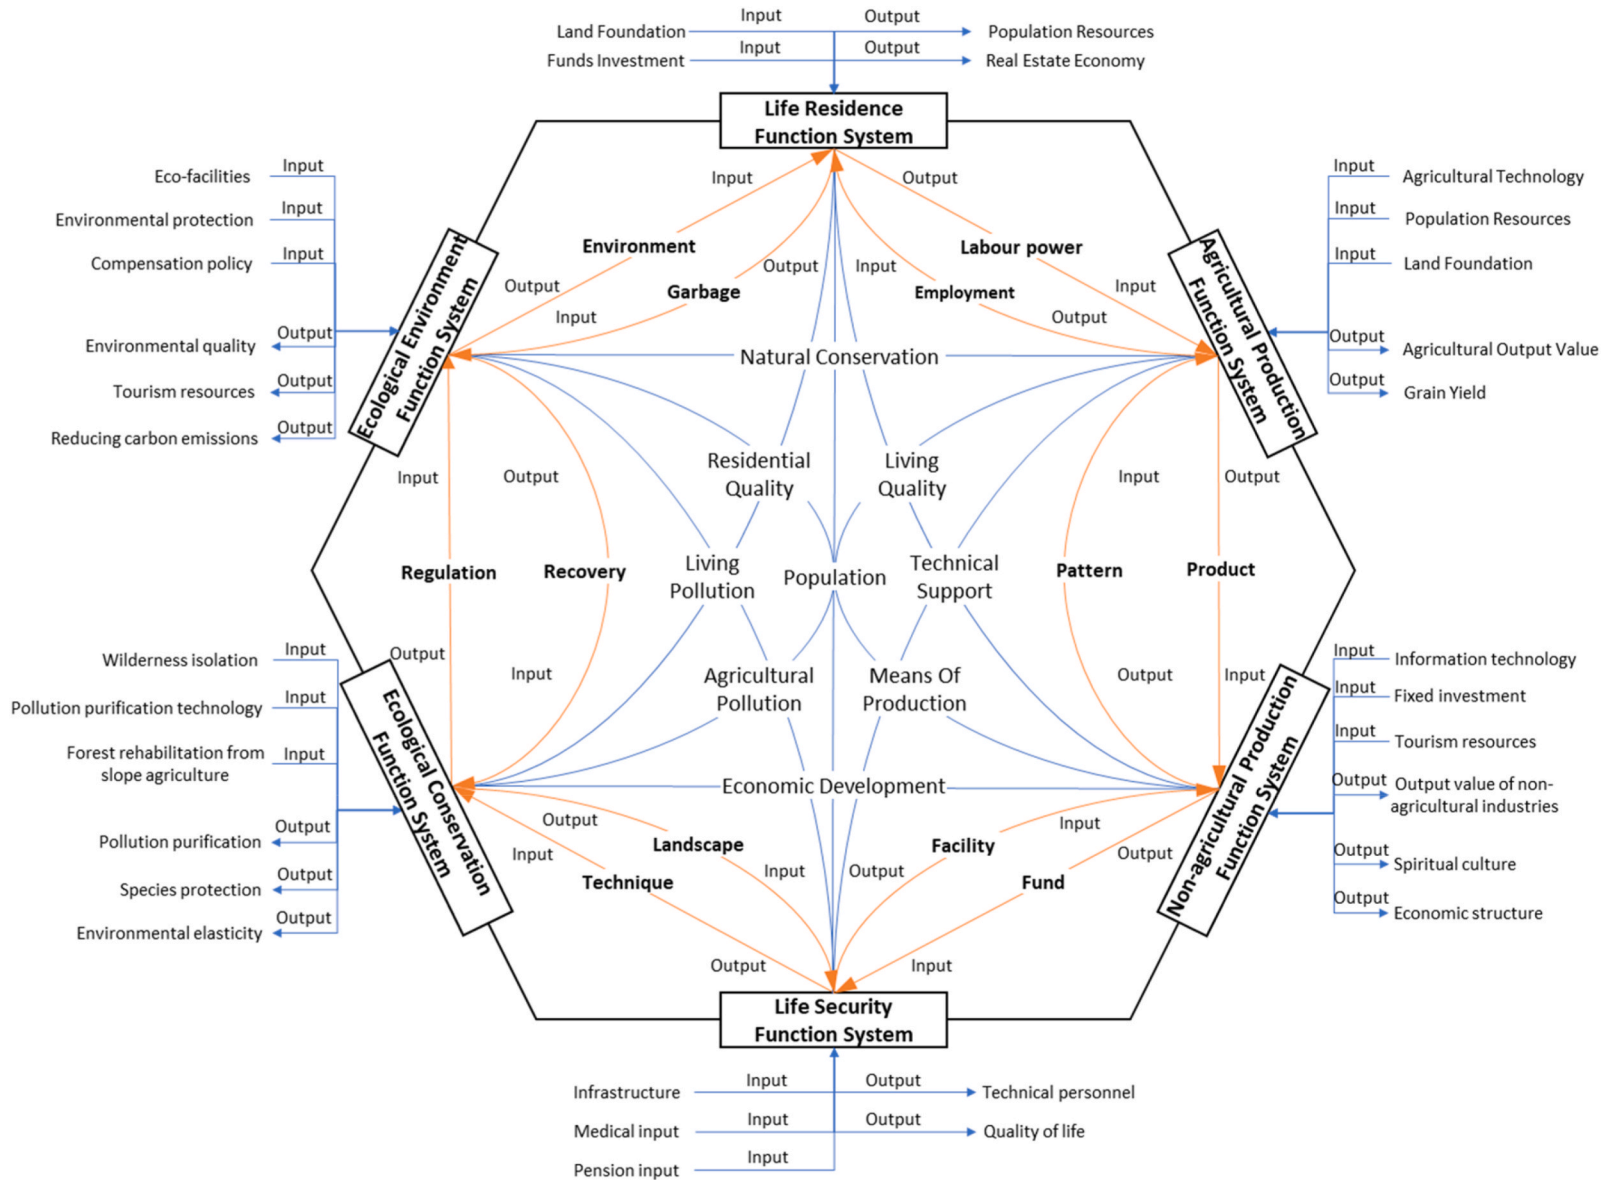 Land Foundation Input Output Population Resources
Funds Investment Input Output Real Estate Economy
Life Residence
Function System
Eco-facilities Input
Environmental protection Input
Compensation policy Input
Environmental quality Output
Tourism resources Output
Reducing carbon emissions Output
Ecological Environment
Function System
Input Agricultural Technology
Input Population Resources
Input Land Foundation
Output Agricultural Output Value
Output Grain Yield
Agricultural Production
Function System
Input
Output
Environment
Labour power
Output
Input
Garbage
Employment
Output
Input
Input
Output
Natural Conservation
Input
Output
Residential
Quality
Living
Quality
Input
Output
Regulation
Recovery
Living
Pollution
Population
Technical
Support
Pattern
Product
Output
Input
Agricultural
Pollution
Means Of
Production
Output
Input
Economic Development
Wilderness isolation Input
Pollution purification technology Input
Forest rehabilitation from
slope agriculture
Input
Pollution purification Output
Species protection Output
Environmental elasticity Output
Ecological Conservation
Function System
Input Information technology
Input Fixed investment
Input Tourism resources
Output Output value of non-
agricultural industries
Output Spiritual culture
Output Economic structure
Non-agricultural Production
Function System
Output
Input
Input
Output
Landscape
Facility
Input
Output
Technique
Fund
Output
Input
Life Security
Function System
Infrastructure Input Output Technical personnel
Medical input Input Output Quality of life
Pension input Input